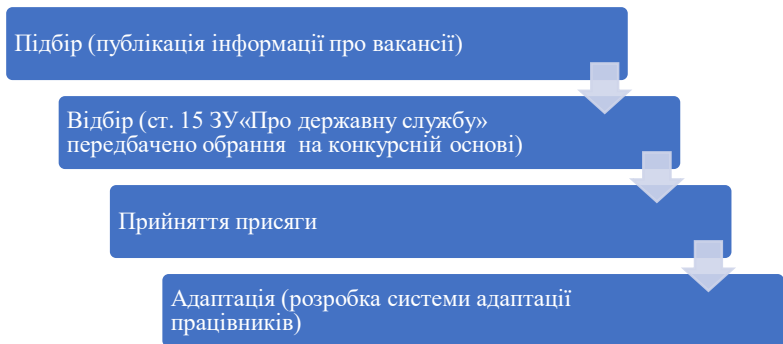 Підбір (публікація інформації про вакансії)
Відбір (ст. 15 ЗУ«Про державну службу»
передбачено обрання  на конкурсній основі)
Прийняття присяги
Адаптація (розробка системи адаптації
працівників)